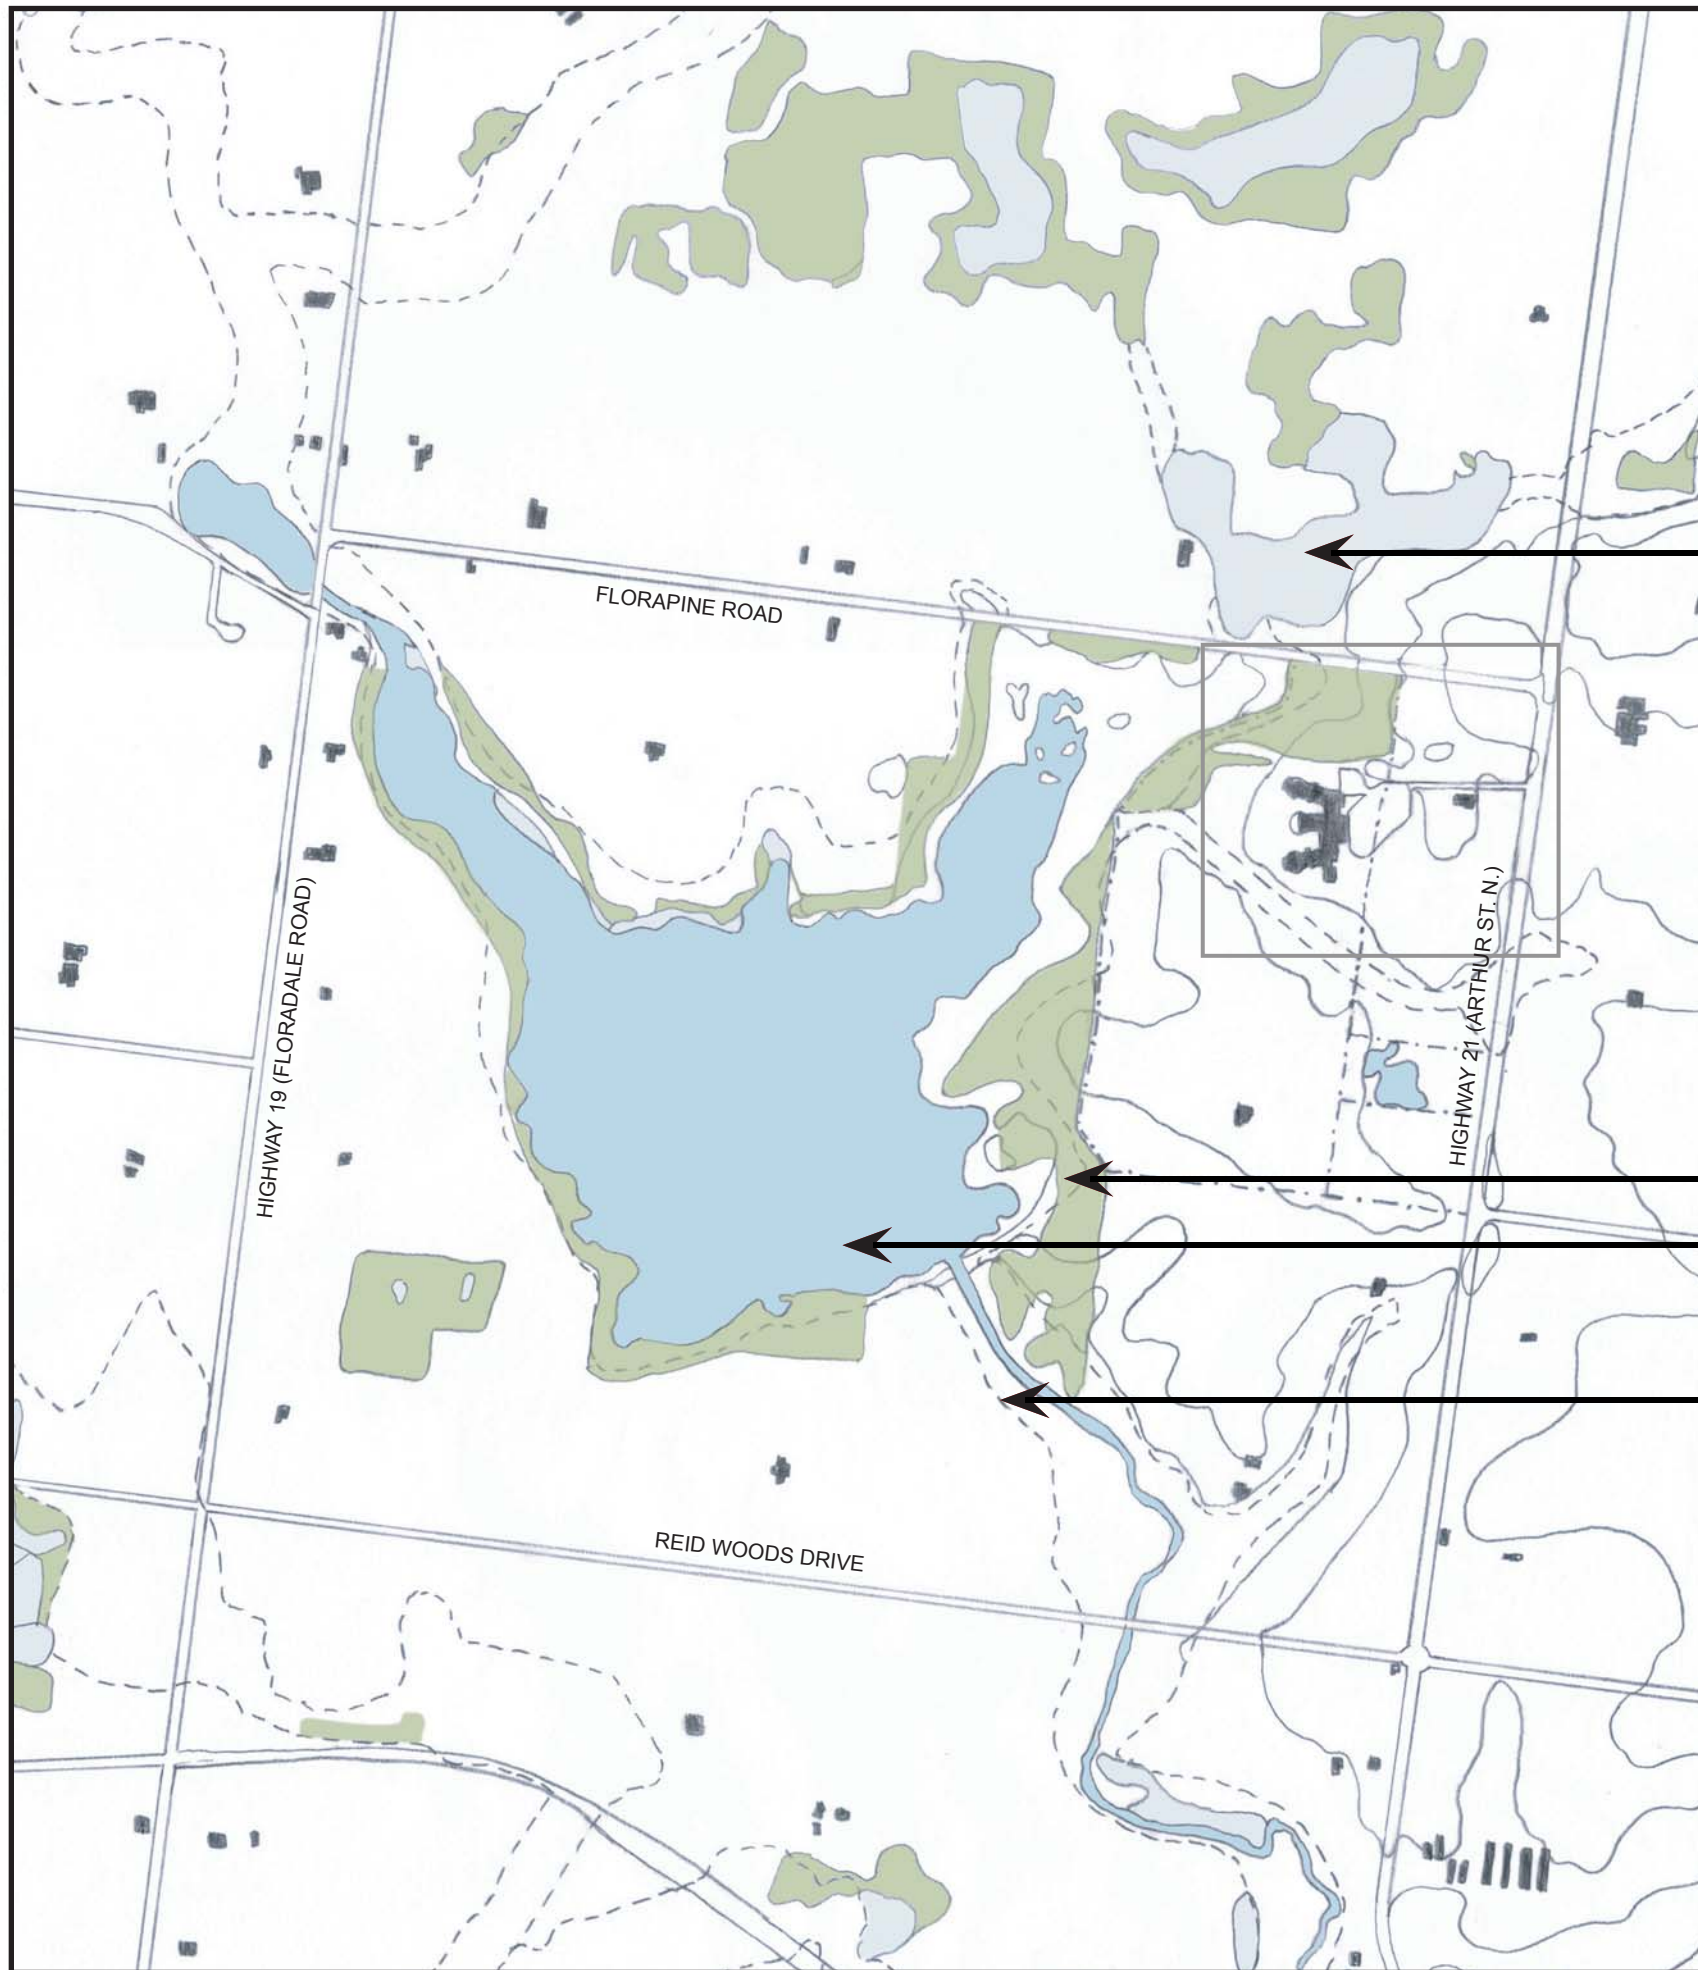 FLORAPINE ROAD
HIGHWAY 19 (FLORADALE ROAD)
HIGHWAY 21 (ARTHUR ST. N.)
REID WOODS DRIVE